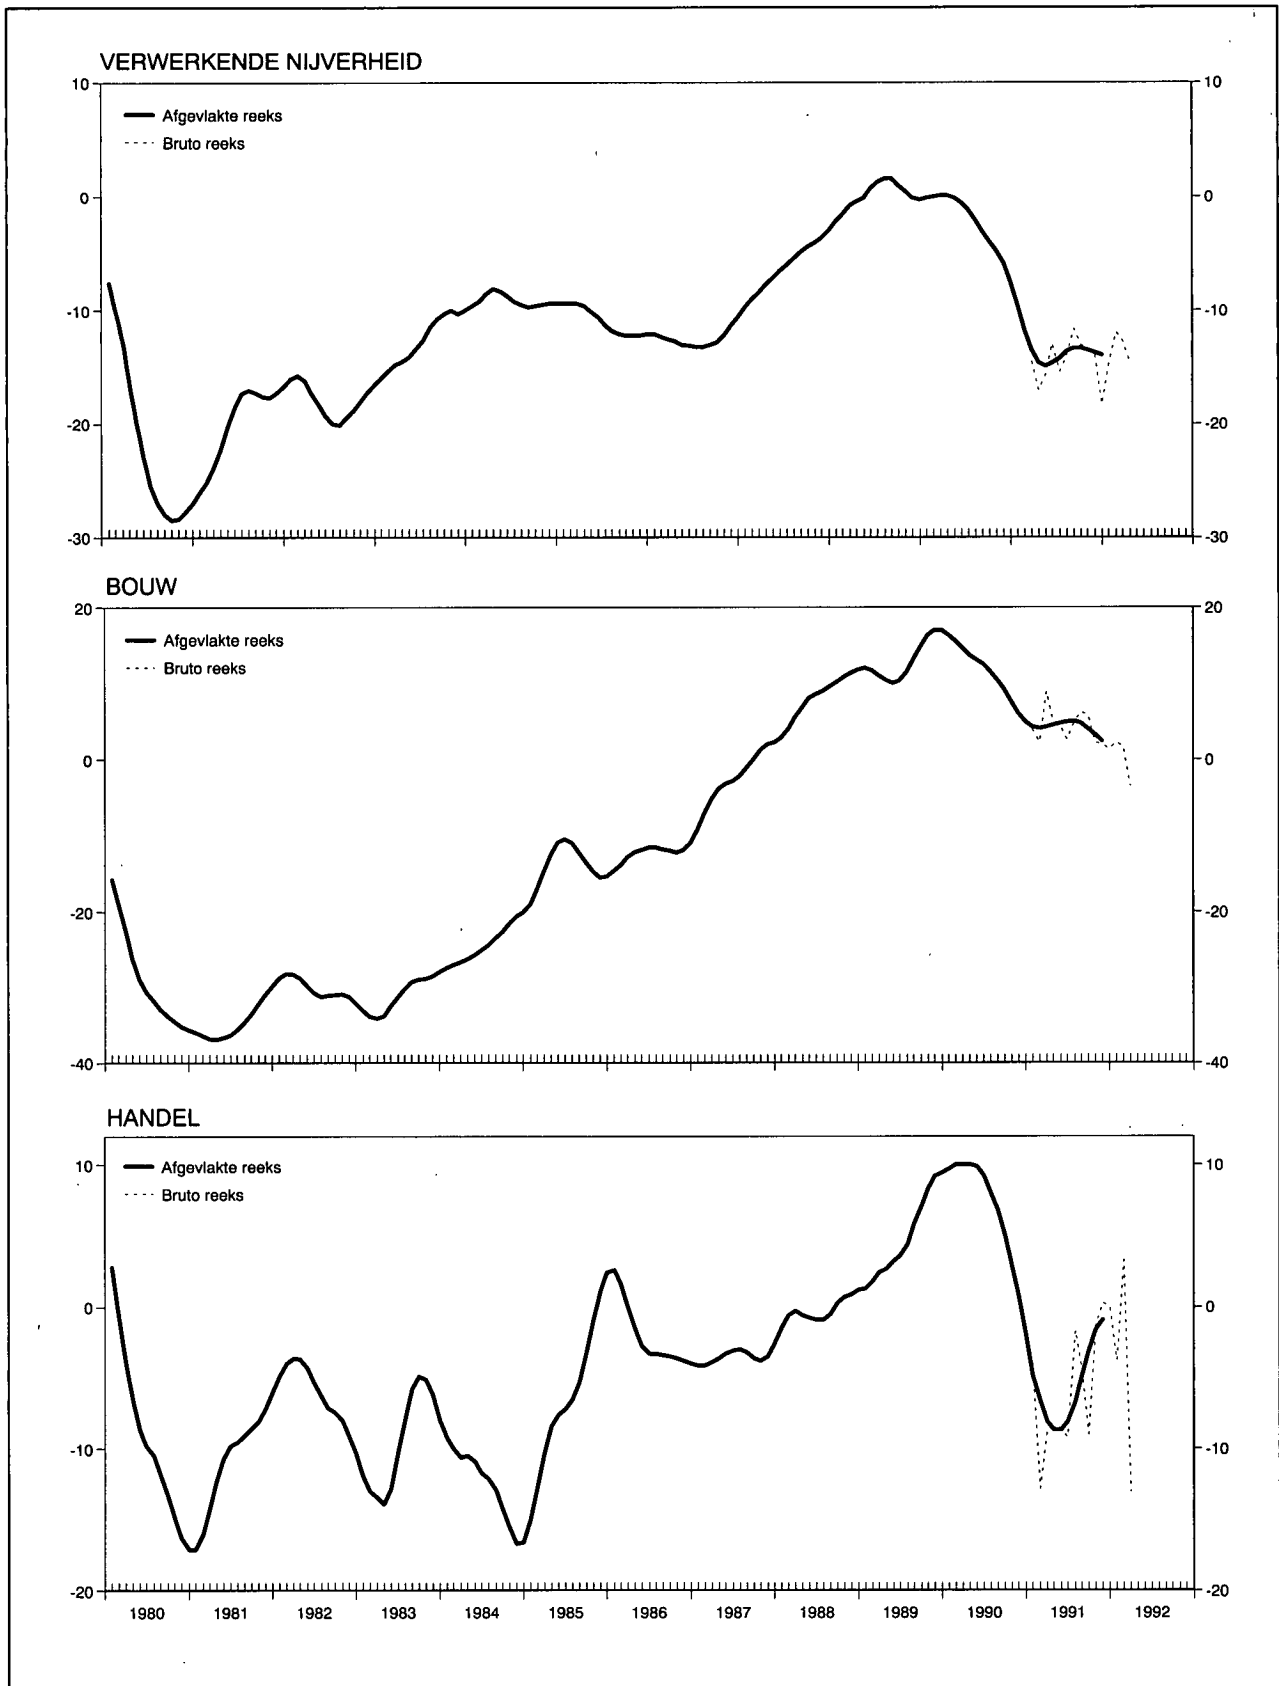 VERWERKENDE NIJVERHEID
10 10
Afgevlakte reeks
Bruto reeks
0 0
-10 -10
-20 -20
-30 -30
BOUW
20 20
Afgevlakte reeks
Bruto reeks
0 0
-20 -20
-40 -40
HANDEL
10 10
Afgevlakte reeks
Bruto reeks
0 0
-10 -10
-20 -20
1980 1981 1982 1983 1984 1985 1986 1987 1988 1989 1990 1991 1992